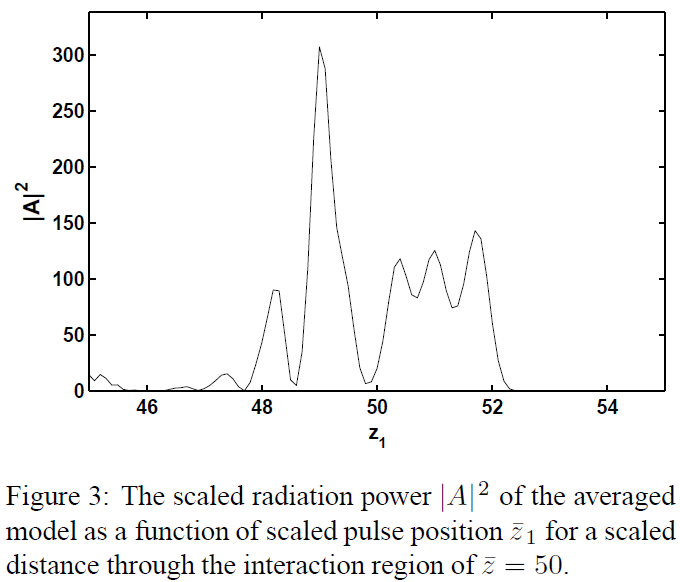 300
250
200
150
100
50
0
|A|²
46 48 50 52 54
z₁
Figure 3: The scaled radiation power |A|² of the averaged
model as a function of scaled pulse position z̄₁ for a scaled
distance through the interaction region of z̄ = 50.